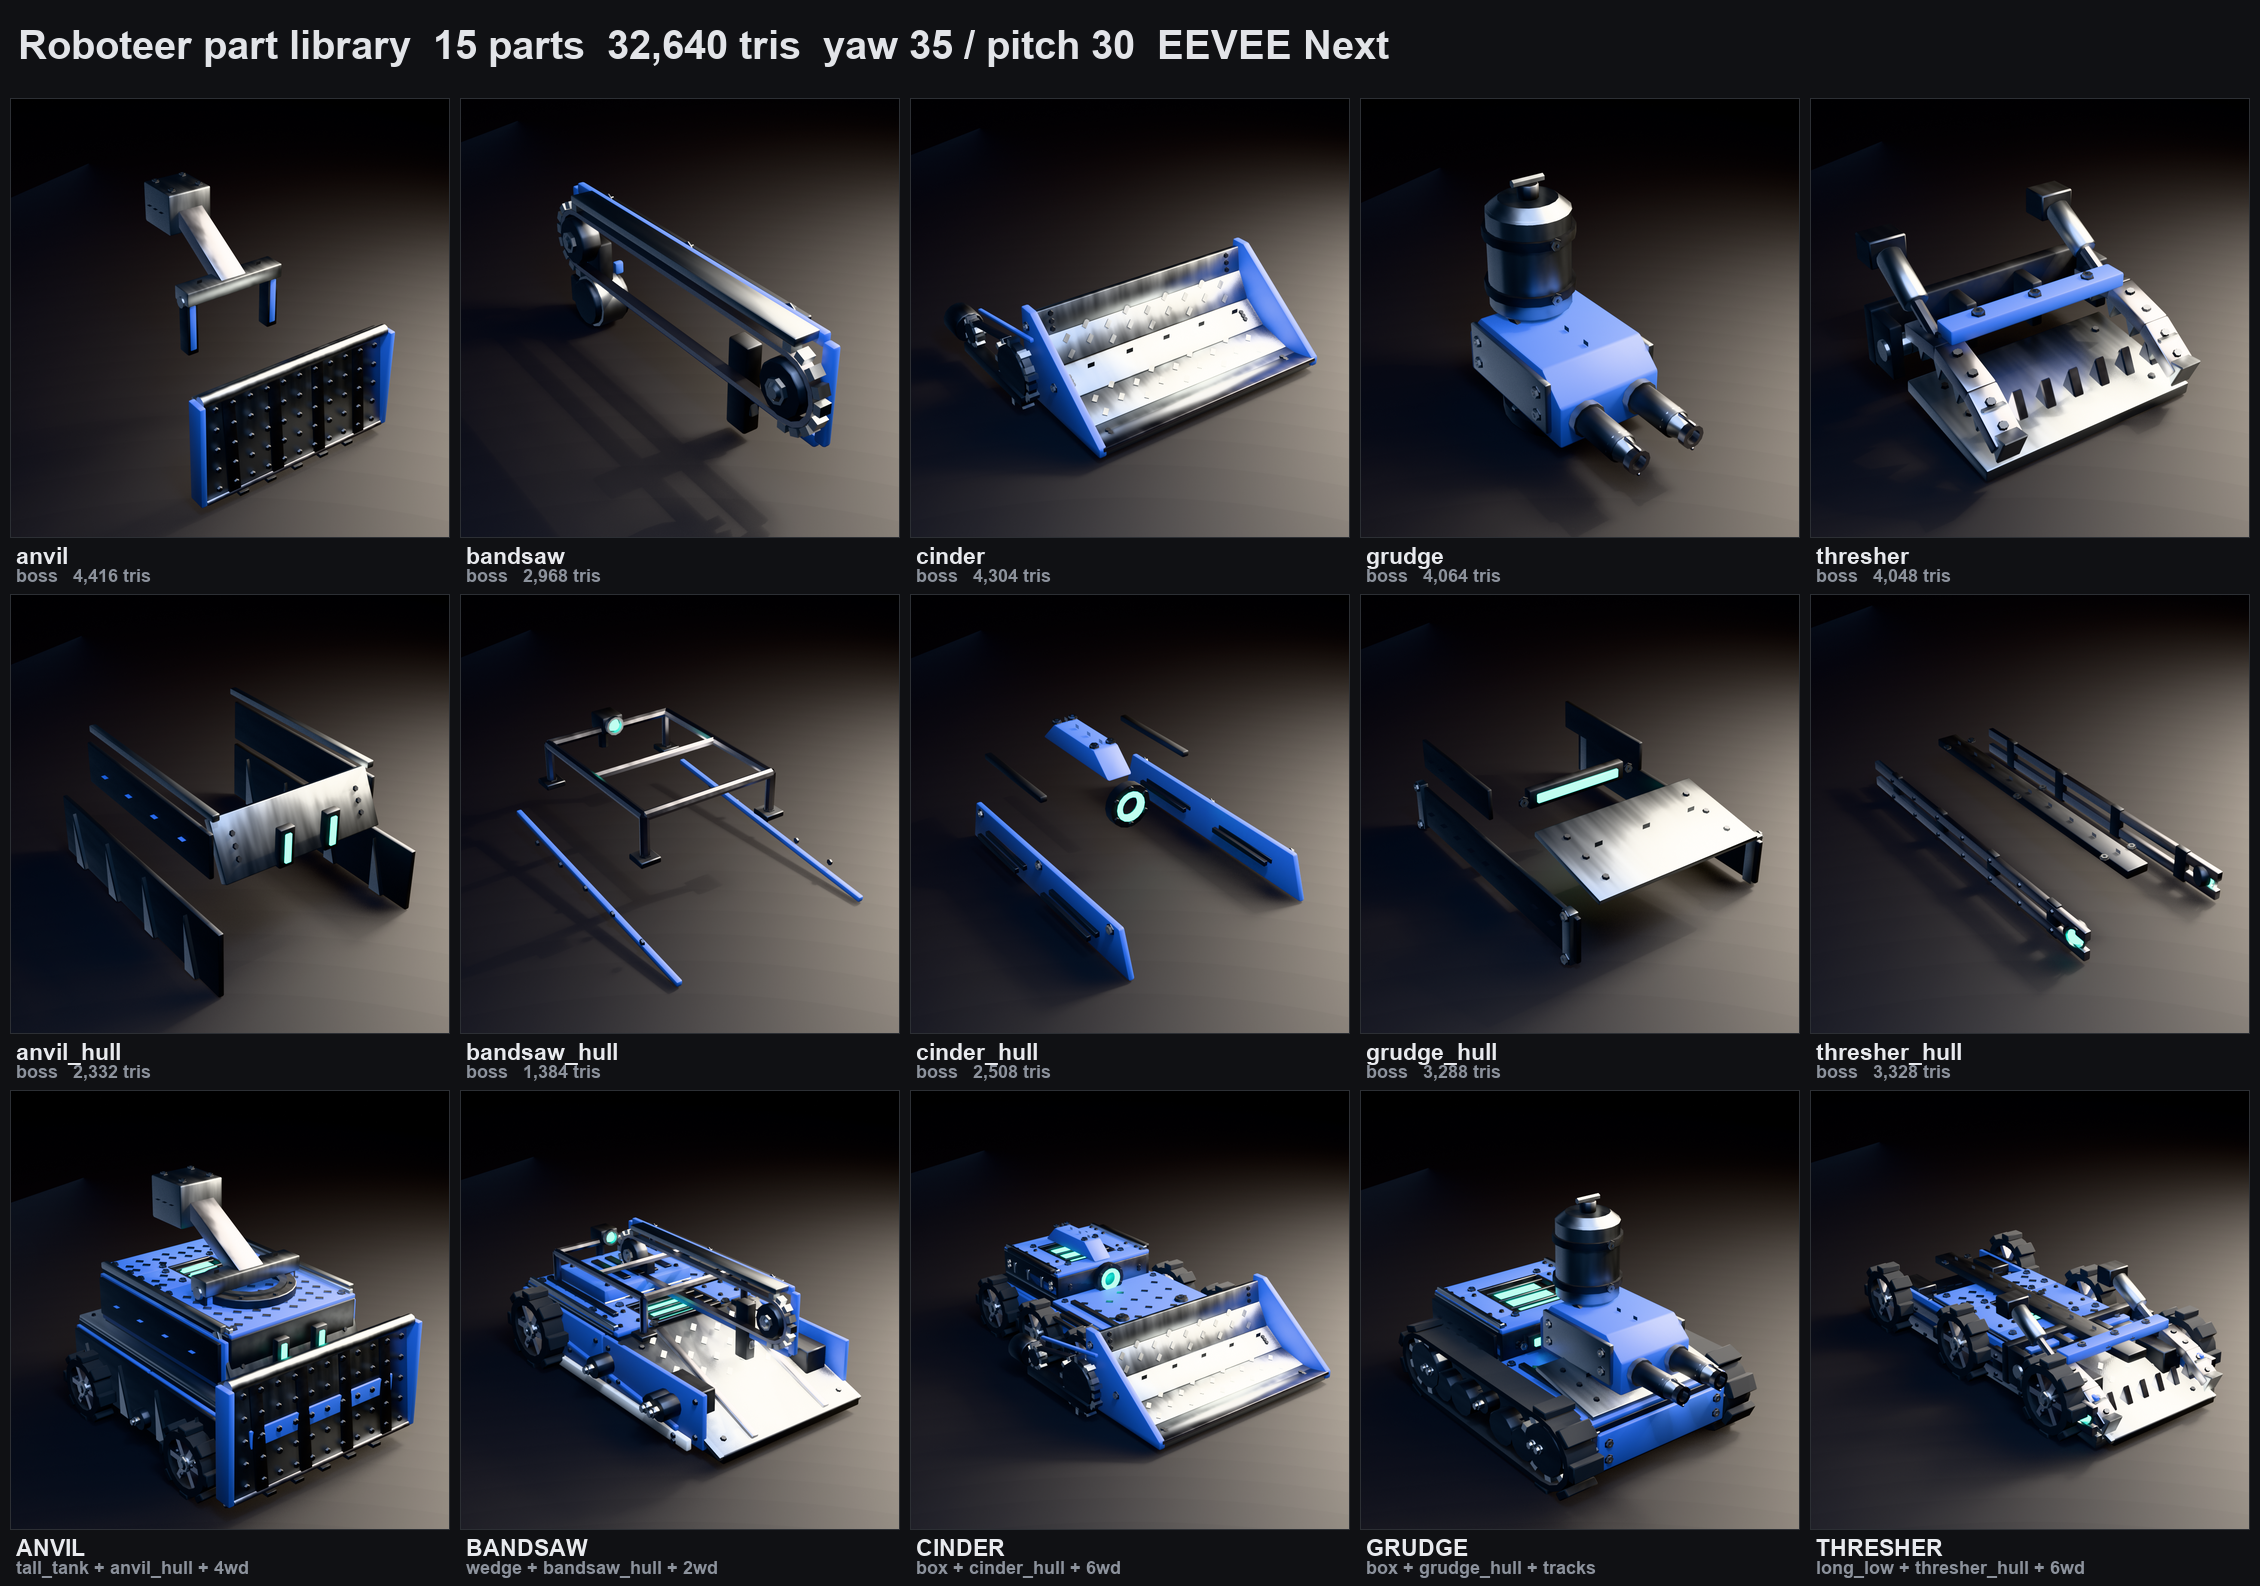 Roboteer part library  15 parts  32,640 tris  yaw 35 / pitch 30  EEVEE Next
anvil
boss   4,416 tris
bandsaw
boss   2,968 tris
cinder
boss   4,304 tris
grudge
boss   4,064 tris
thresher
boss   4,048 tris
anvil_hull
boss   2,332 tris
bandsaw_hull
boss   1,384 tris
cinder_hull
boss   2,508 tris
grudge_hull
boss   3,288 tris
thresher_hull
boss   3,328 tris
ANVIL
tall_tank + anvil_hull + 4wd
BANDSAW
wedge + bandsaw_hull + 2wd
CINDER
box + cinder_hull + 6wd
GRUDGE
box + grudge_hull + tracks
THRESHER
long_low + thresher_hull + 6wd